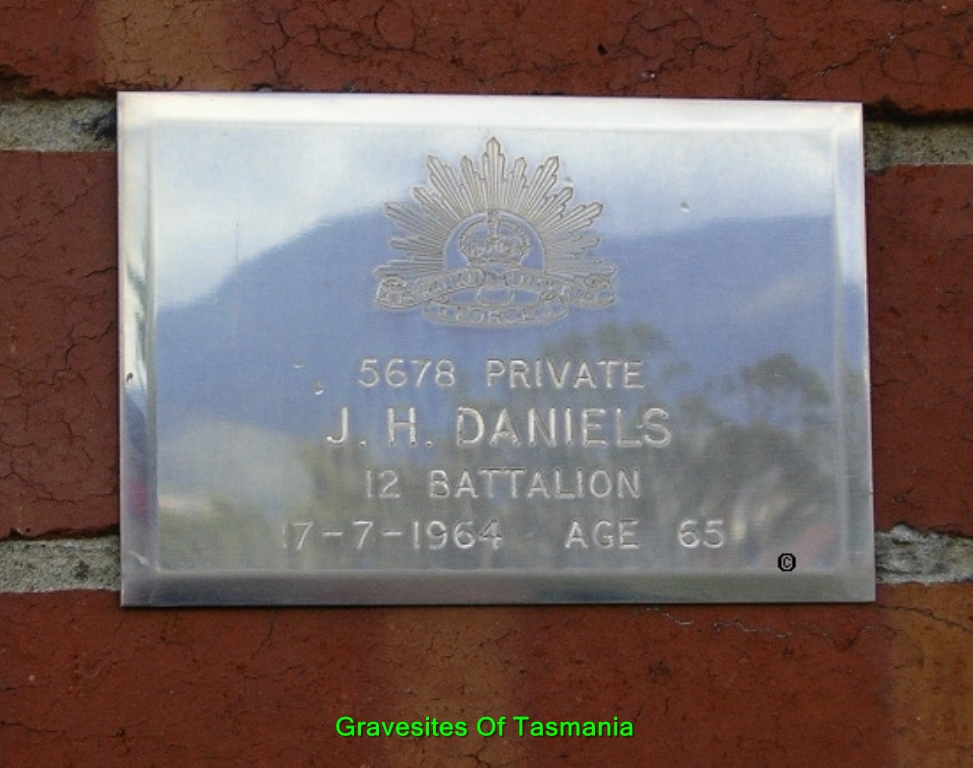 5678 PRIVATE
J. H. DANIELS
12 BATTALION
17-7-1964 AGE 65
©
Gravesites Of Tasmania